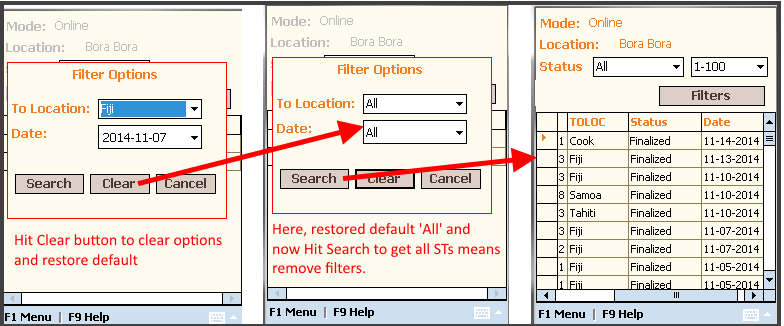 Mode: Online
Location: Bora Bora
Filter Options
To Location: Fiji
Date: 2014-11-07
Search Clear Cancel
Hit Clear button to clear options
and restore default
F1 Menu | F9 Help
Mode: Online
Location: Bora Bora
Filter Options
To Location: All
Date: All
Search Clear Cancel
Here, restored default 'All' and
now Hit Search to get all STs means
remove filters.
F1 Menu | F9 Help
Mode: Online
Location: Bora Bora
Status All 1-100
Filters
TOLOC Status Date
1 Cook Finalized 11-14-2014
3 Fiji Finalized 11-13-2014
3 Fiji Finalized 11-10-2014
8 Samoa Finalized 11-10-2014
3 Tahiti Finalized 11-10-2014
3 Fiji Finalized 11-07-2014
2 Fiji Finalized 11-07-2014
1 Fiji Finalized 11-05-2014
1 Fiji Finalized 11-05-2014
F1 Menu | F9 Help